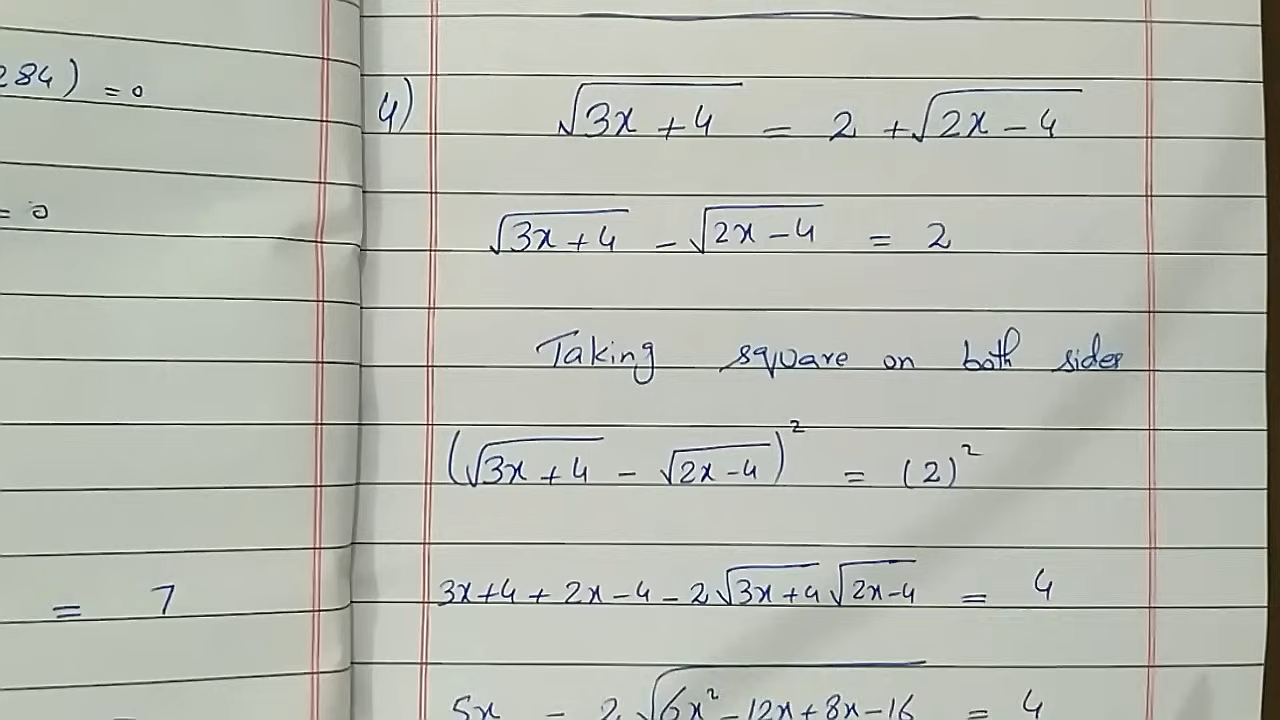 284) = 0
= 0
= 7
4) √3x + 4 = 2 + √2x - 4
√3x + 4 - √2x - 4 = 2
Taking square on both sides
(√3x + 4 - √2x - 4)² = (2)²
3x + 4 + 2x - 4 - 2√3x + 4 √2x - 4 = 4
5x - 2√6x² - 12x + 8x - 16 = 4